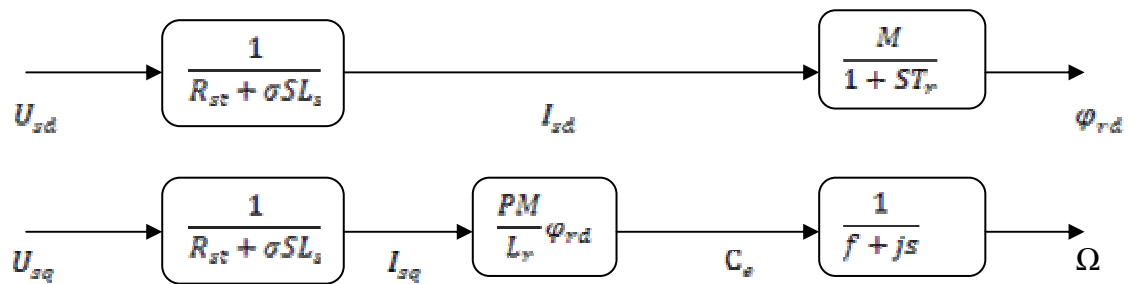 1 / (R_st + σSL_s)
M / (1 + ST_r)
U_sd
I_sd
φ_rd
1 / (R_st + σSL_s)
PM / L_r φ_rd
1 / (f + js)
U_sq
I_sq
C_e
Ω